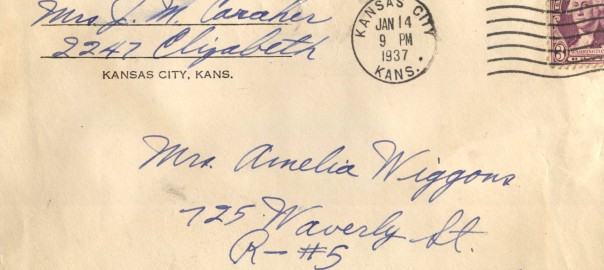 Mrs. J. M. Caraher
2247 Elizabeth
KANSAS CITY, KANS.
KANSAS CITY
JAN 14
9 PM
1937
KANS.
3
WASHINGTON
Mrs. Amelia Wiggons
725 Waverly St.
R-#5